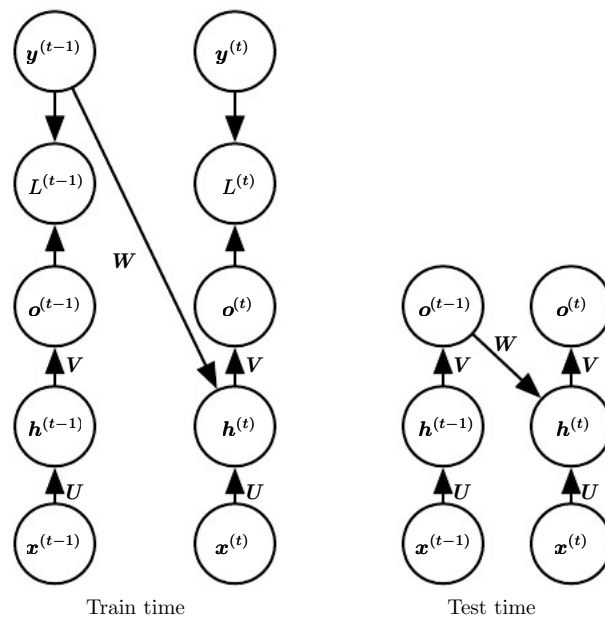 y^(t−1) y^(t)
L^(t−1) L^(t)
W
o^(t−1) o^(t) o^(t−1) o^(t)
W
V V V V
h^(t−1) h^(t) h^(t−1) h^(t)
U U U U
x^(t−1) x^(t) x^(t−1) x^(t)
Train time Test time